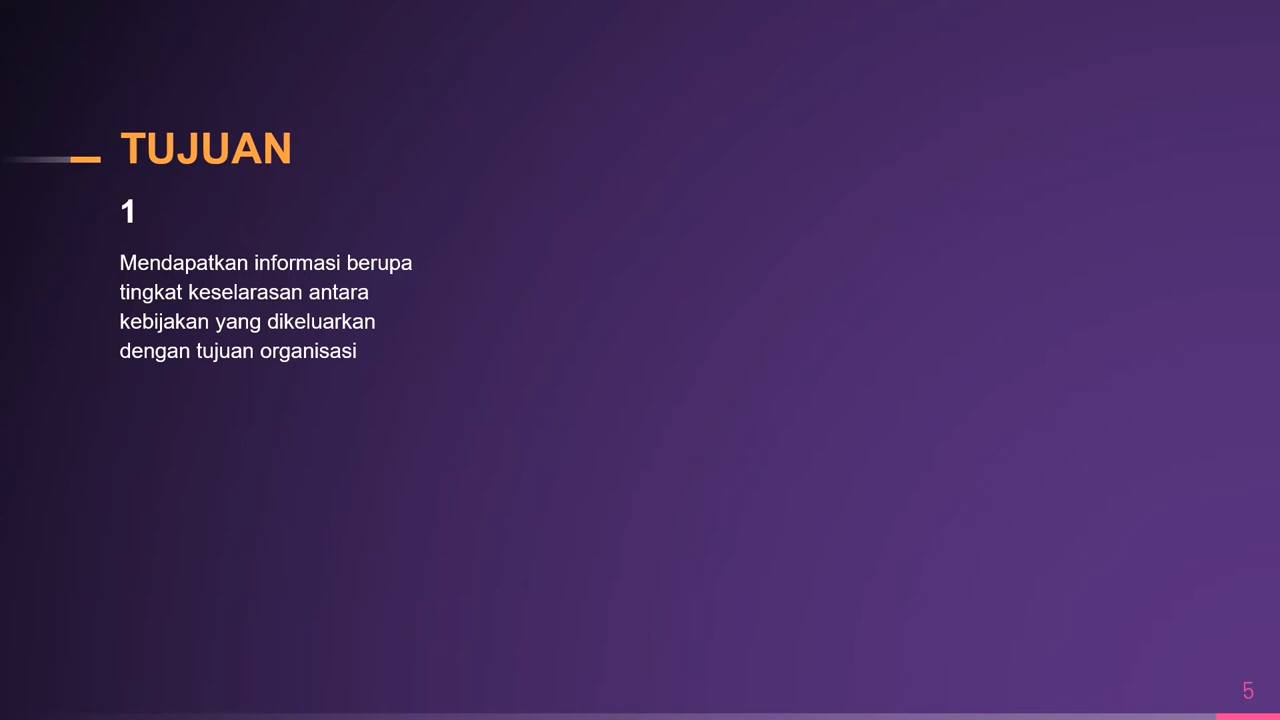 TUJUAN
1
Mendapatkan informasi berupa
tingkat keselarasan antara
kebijakan yang dikeluarkan
dengan tujuan organisasi
5